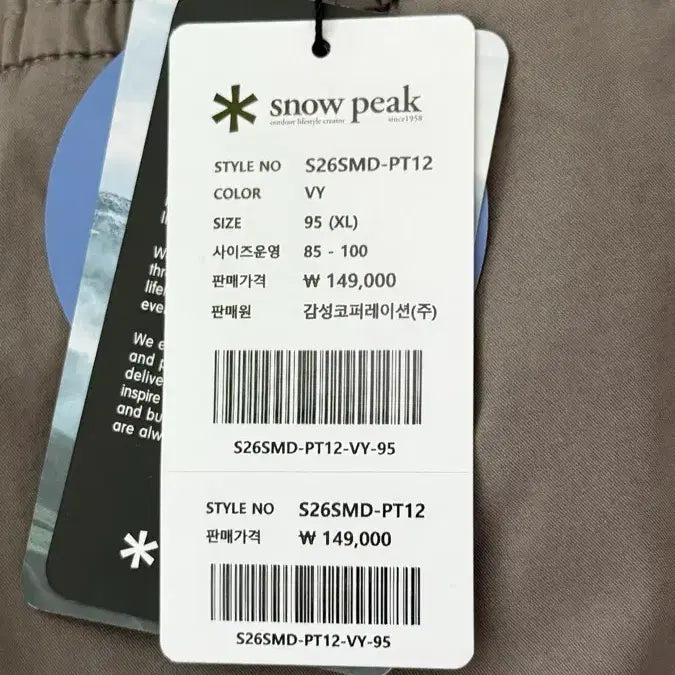 snow peak
outdoor lifestyle creator since1958
STYLE NO S26SMD-PT12
COLOR VY
SIZE 95 (XL)
사이즈운영 85 - 100
판매가격 ₩ 149,000
판매원 감성코퍼레이션(주)
S26SMD-PT12-VY-95
STYLE NO S26SMD-PT12
판매가격 ₩ 149,000
S26SMD-PT12-VY-95
We
and
inspire
and
are